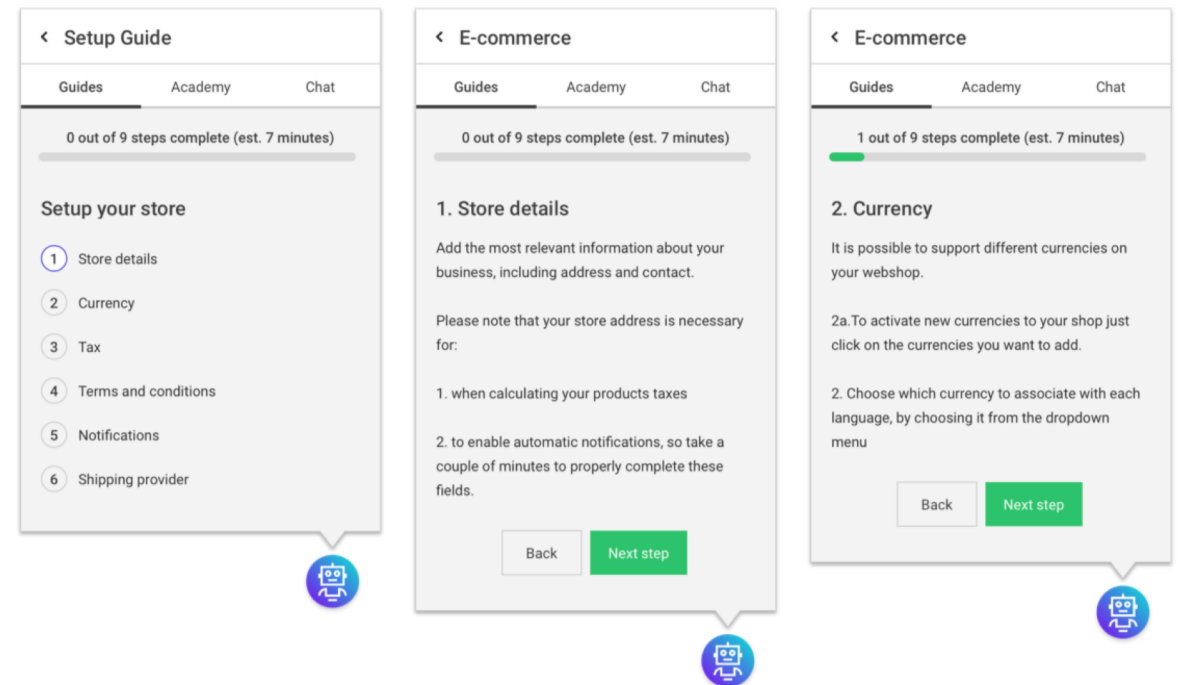 Setup Guide
Guides Academy Chat
0 out of 9 steps complete (est. 7 minutes)
Setup your store
1 Store details
2 Currency
3 Tax
4 Terms and conditions
5 Notifications
6 Shipping provider
E-commerce
Guides Academy Chat
0 out of 9 steps complete (est. 7 minutes)
1. Store details
Add the most relevant information about your
business, including address and contact.
Please note that your store address is necessary
for:
1. when calculating your products taxes
2. to enable automatic notifications, so take a
couple of minutes to properly complete these
fields.
Back Next step
E-commerce
Guides Academy Chat
1 out of 9 steps complete (est. 7 minutes)
2. Currency
It is possible to support different currencies on
your webshop.
2a.To activate new currencies to your shop just
click on the currencies you want to add.
2. Choose which currency to associate with each
language, by choosing it from the dropdown
menu
Back Next step